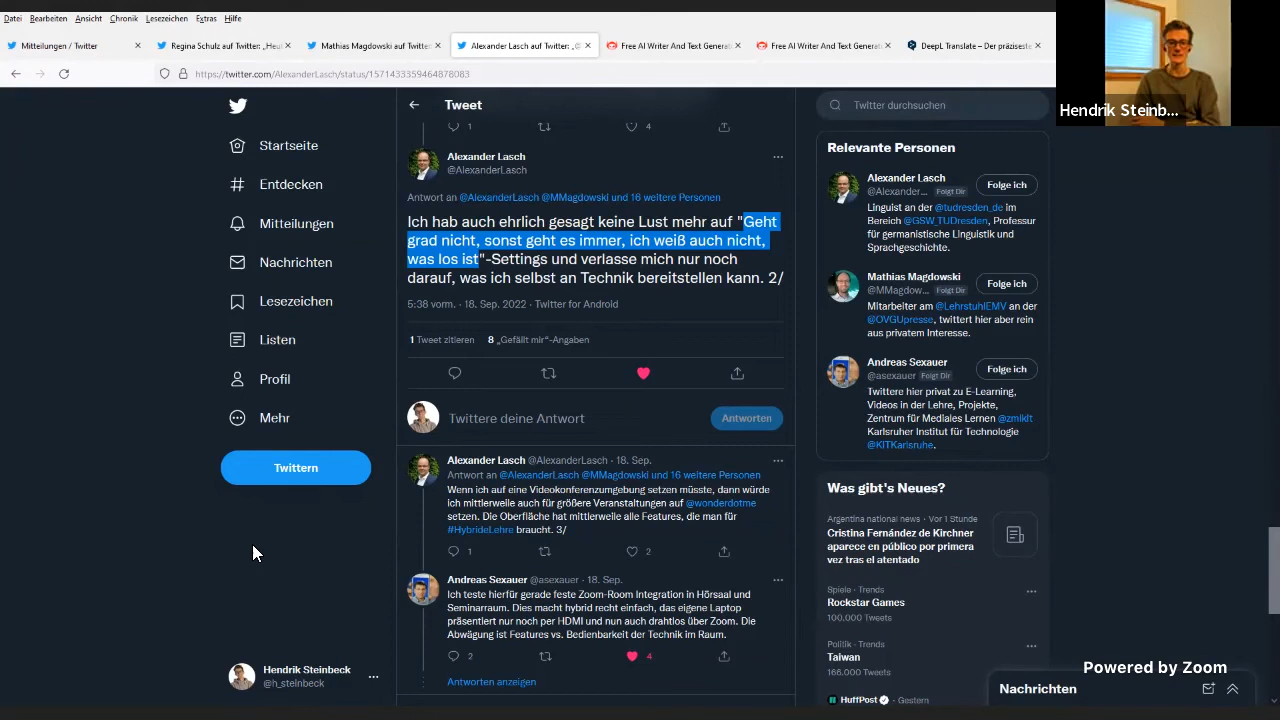 Datei Bearbeiten Ansicht Chronik Lesezeichen Extras Hilfe
Mitteilungen / Twitter
Regina Schulz auf Twitter: „Heu
Mathias Magdowski auf Twitter
Alexander Lasch auf Twitter: „@
Free AI Writer And Text Generat
Free AI Writer And Text Generat
DeepL Translate – Der präziseste
https://twitter.com/AlexanderLasch/status/1571433359464878083
Hendrik Steinb...
Startseite
Entdecken
Mitteilungen
Nachrichten
Lesezeichen
Listen
Profil
Mehr
Twittern
Hendrik Steinbeck
@h_steinbeck
Tweet
1
4
Alexander Lasch
@AlexanderLasch
Antwort an @AlexanderLasch @MMagdowski und 16 weitere Personen
Ich hab auch ehrlich gesagt keine Lust mehr auf "Geht
grad nicht, sonst geht es immer, ich weiß auch nicht,
was los ist"-Settings und verlasse mich nur noch
darauf, was ich selbst an Technik bereitstellen kann. 2/
5:38 vorm. · 18. Sep. 2022 · Twitter for Android
1 Tweet zitieren 8 „Gefällt mir“-Angaben
Twittere deine Antwort
Antworten
Alexander Lasch @AlexanderLasch · 18. Sep.
Antwort an @AlexanderLasch @MMagdowski und 16 weitere Personen
Wenn ich auf eine Videokonferenzumgebung setzen müsste, dann würde
ich mittlerweile auch für größere Veranstaltungen auf @wonderdotme
setzen. Die Oberfläche hat mittlerweile alle Features, die man für
#HybrideLehre braucht. 3/
1
2
Andreas Sexauer @asexauer · 18. Sep.
Ich teste hierfür gerade feste Zoom-Room Integration in Hörsaal und
Seminarraum. Dies macht hybrid recht einfach, das eigene Laptop
präsentiert nur noch per HDMI und nun auch drahtlos über Zoom. Die
Abwägung ist Features vs. Bedienbarkeit der Technik im Raum.
2
4
Antworten anzeigen
Twitter durchsuchen
Relevante Personen
Alexander Lasch
@Alexander... Folgt Dir
Folge ich
Linguist an der @tudresden_de im
Bereich @GSW_TUDresden, Professur
für germanistische Linguistik und
Sprachgeschichte.
Mathias Magdowski
@MMagdow... Folgt Dir
Folge ich
Mitarbeiter am @LehrstuhlEMV an der
@OVGUpresse, twittert hier aber rein
aus privatem Interesse.
Andreas Sexauer
@asexauer Folgt Dir
Folge ich
Twittere hier privat zu E-Learning,
Videos in der Lehre, Projekte,
Zentrum für Mediales Lernen @zmlkit
Karlsruher Institut für Technologie
@KITKarlsruhe.
Was gibt's Neues?
Argentina national news · Vor 1 Stunde
Cristina Fernández de Kirchner
aparece en público por primera
vez tras el atentado
Spiele · Trends
Rockstar Games
100.000 Tweets
Politik · Trends
Taiwan
166.000 Tweets
HuffPost · Gestern
Powered by Zoom
Nachrichten